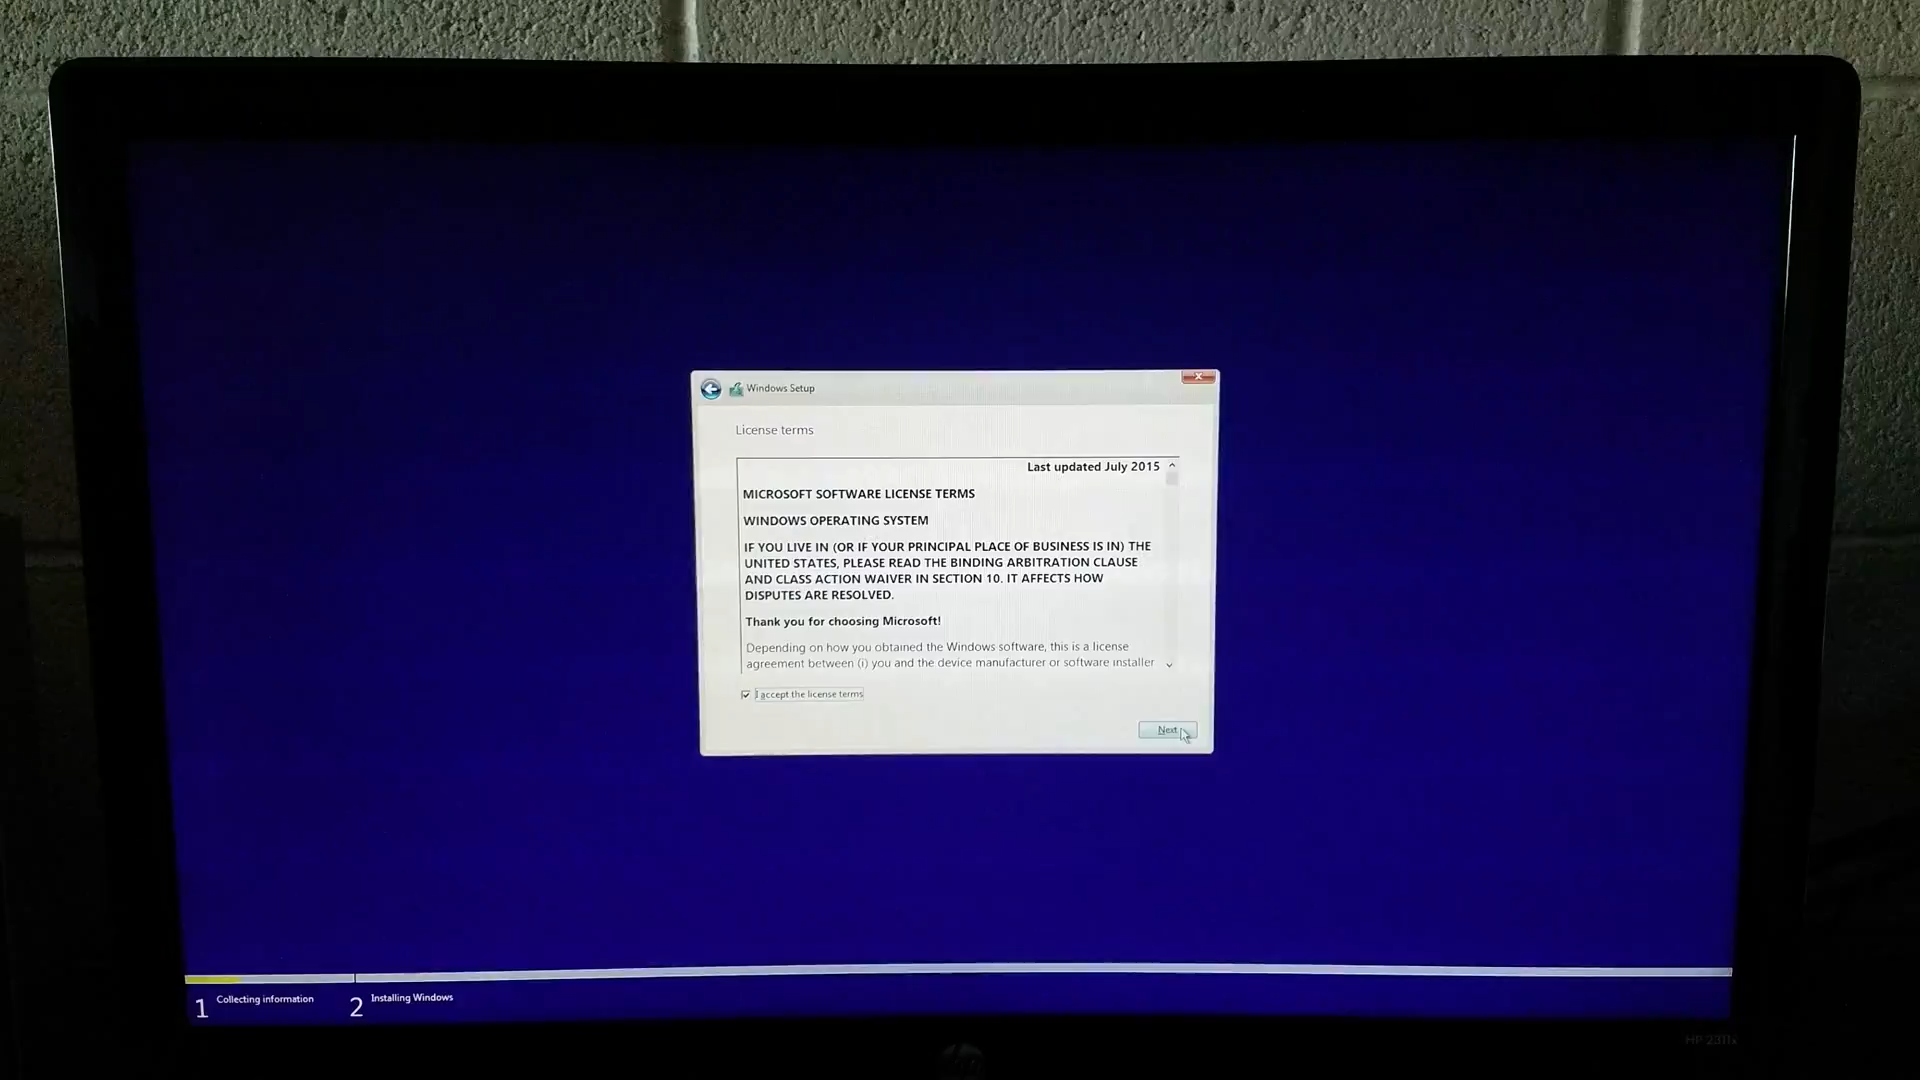 Windows Setup
License terms
Last updated July 2015
MICROSOFT SOFTWARE LICENSE TERMS
WINDOWS OPERATING SYSTEM
IF YOU LIVE IN (OR IF YOUR PRINCIPAL PLACE OF BUSINESS IS IN) THE
UNITED STATES, PLEASE READ THE BINDING ARBITRATION CLAUSE
AND CLASS ACTION WAIVER IN SECTION 10. IT AFFECTS HOW
DISPUTES ARE RESOLVED.
Thank you for choosing Microsoft!
Depending on how you obtained the Windows software, this is a license
agreement between (i) you and the device manufacturer or software installer
I accept the license terms
Next
1 Collecting information
2 Installing Windows
HP 2311x
hp